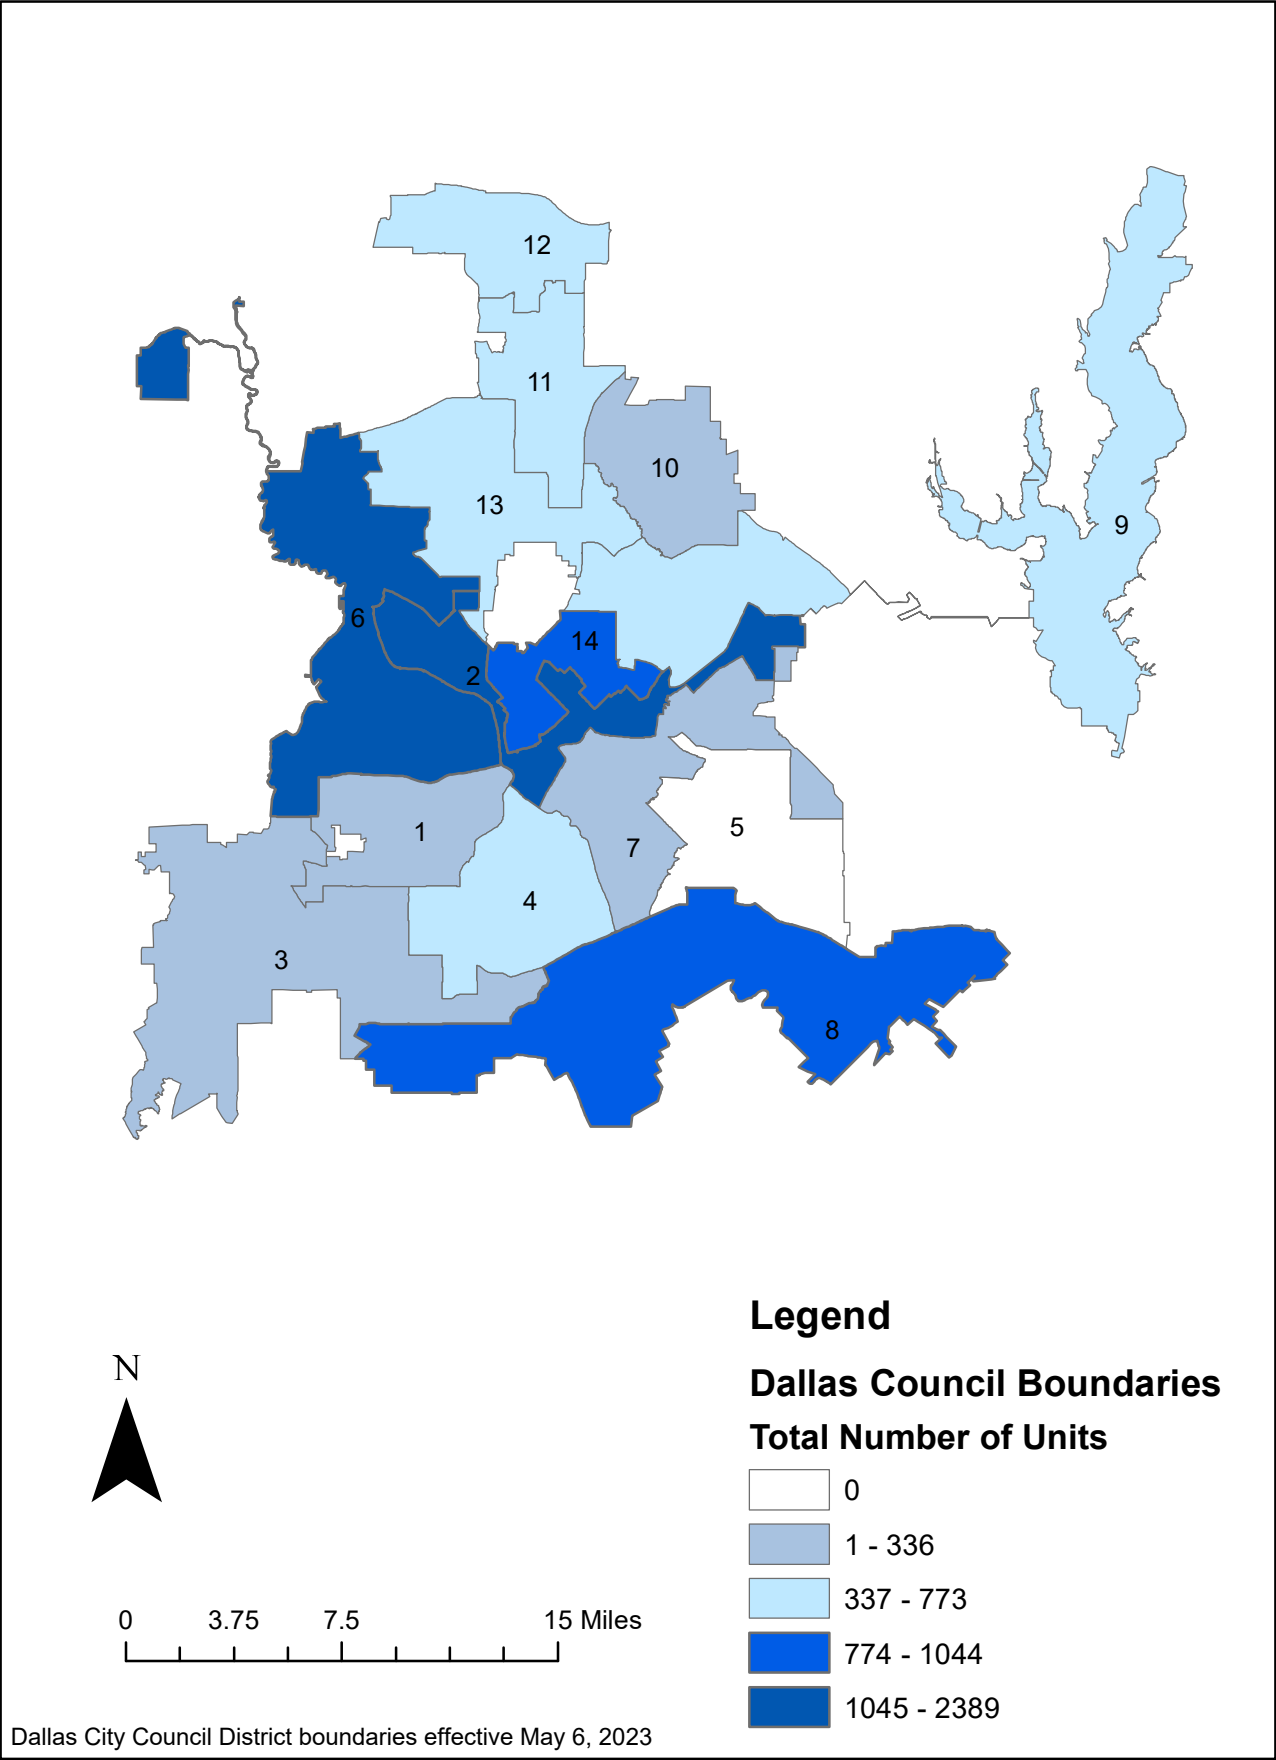 12
11
10
13
9
6
14
2
5
1
7
4
3
8
Legend
Dallas Council Boundaries
Total Number of Units
0
1 - 336
337 - 773
774 - 1044
1045 - 2389
N
0 3.75 7.5 15 Miles
Dallas City Council District boundaries effective May 6, 2023